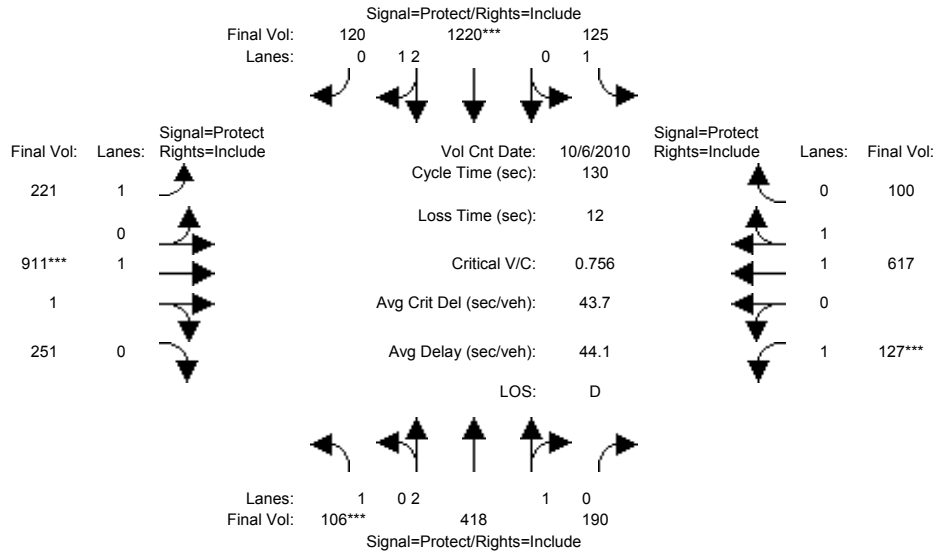 Signal=Protect/Rights=Include
Final Vol: 120 1220*** 125
Lanes: 0 1 2 0 1
Signal=Protect Signal=Protect
Final Vol: Lanes: Rights=Include Vol Cnt Date: 10/6/2010 Rights=Include Lanes: Final Vol:
Cycle Time (sec): 130
221 1 0 100
Loss Time (sec): 12
0 1
911*** 1 Critical V/C: 0.756 1 617
1 Avg Crit Del (sec/veh): 43.7 0
251 0 Avg Delay (sec/veh): 44.1 1 127***
LOS: D
Lanes: 1 0 2 1 0
Final Vol: 106*** 418 190
Signal=Protect/Rights=Include